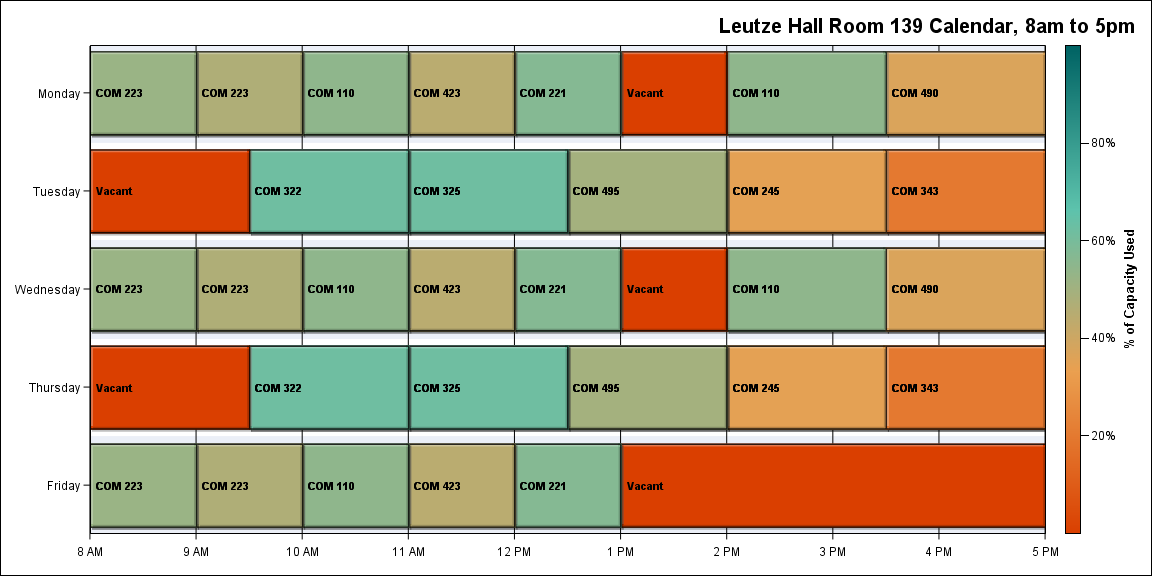 Leutze Hall Room 139 Calendar, 8am to 5pm
Monday
COM 223
COM 223
COM 110
COM 423
COM 221
Vacant
COM 110
COM 490
Tuesday
Vacant
COM 322
COM 325
COM 495
COM 245
COM 343
Wednesday
COM 223
COM 223
COM 110
COM 423
COM 221
Vacant
COM 110
COM 490
Thursday
Vacant
COM 322
COM 325
COM 495
COM 245
COM 343
Friday
COM 223
COM 223
COM 110
COM 423
COM 221
Vacant
8 AM
9 AM
10 AM
11 AM
12 PM
1 PM
2 PM
3 PM
4 PM
5 PM
80%
60%
40%
20%
% of Capacity Used